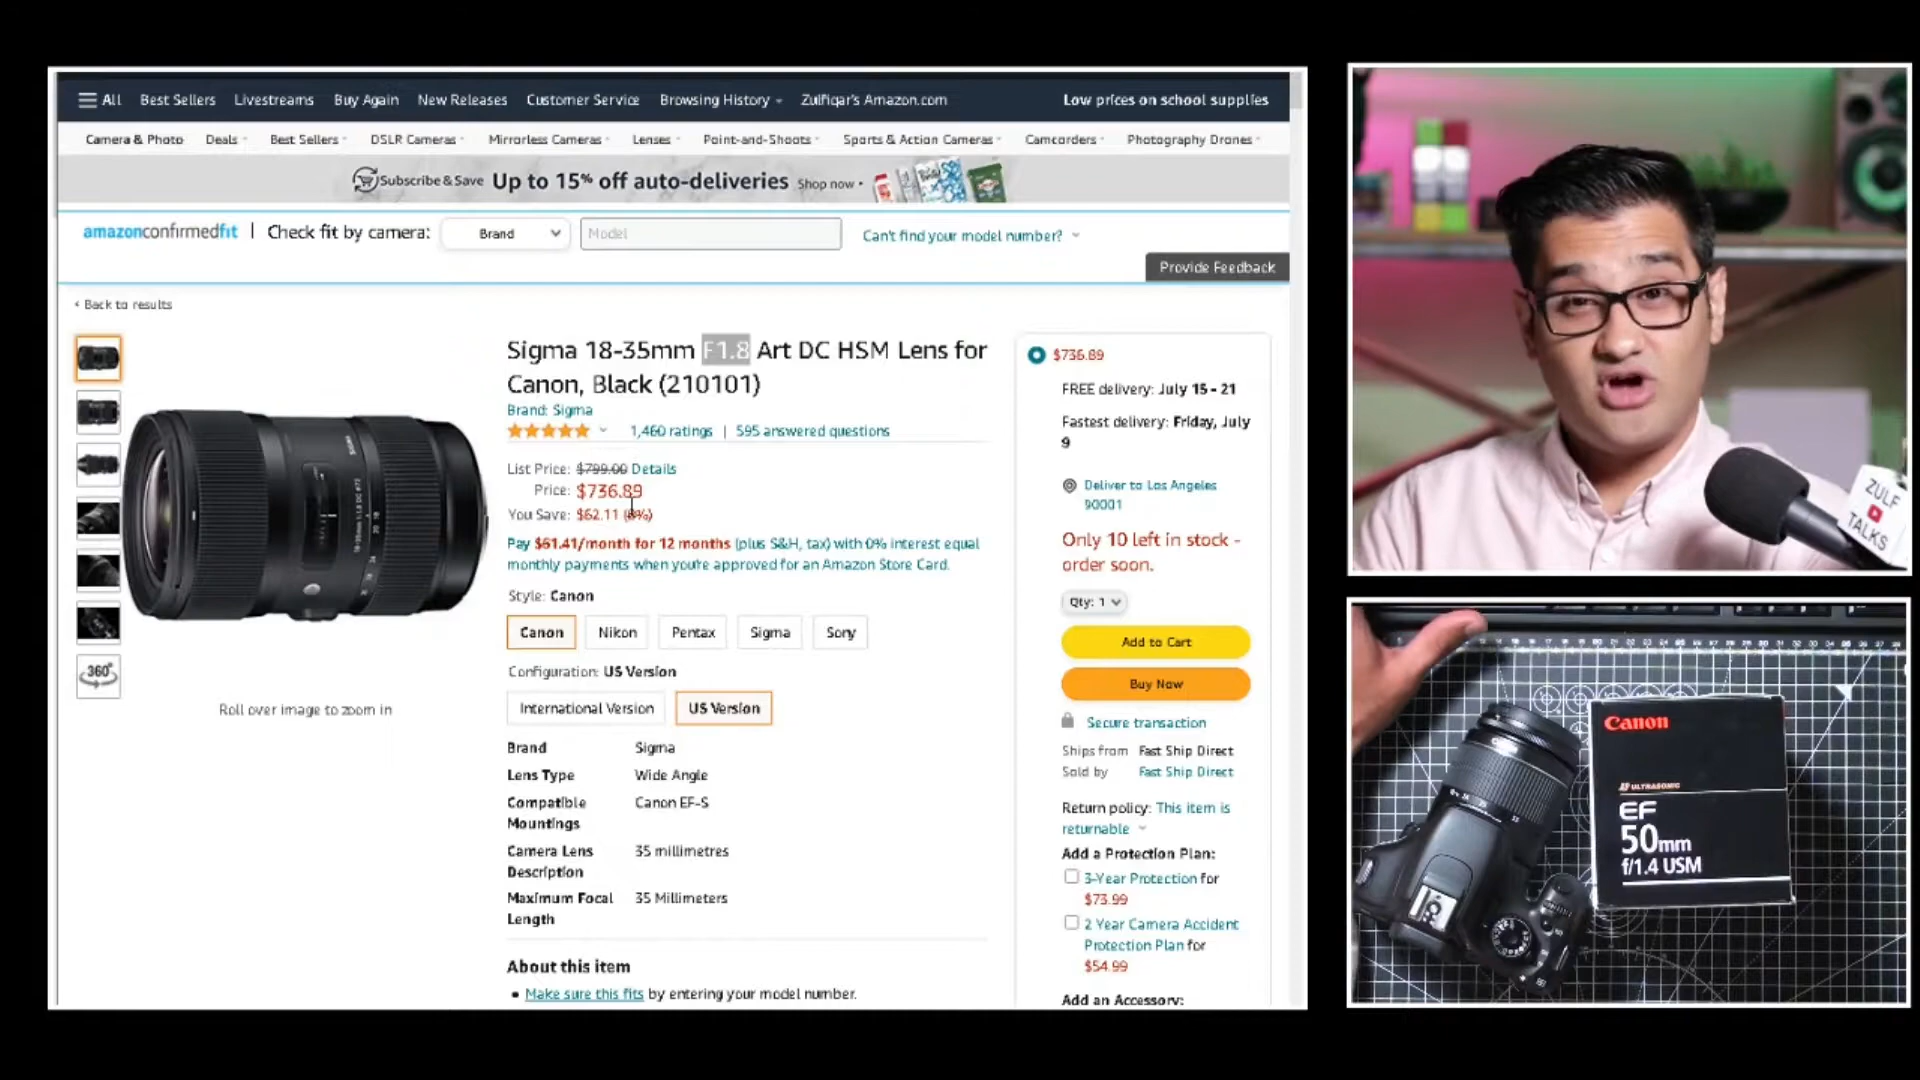 All Best Sellers Livestreams Buy Again New Releases Customer Service Browsing History Zulfiqar's Amazon.com Low prices on school supplies
Camera & Photo Deals Best Sellers DSLR Cameras Mirrorless Cameras Lenses Point-and-Shoots Sports & Action Cameras Camcorders Photography Drones
Subscribe & Save Up to 15% off auto-deliveries Shop now
amazonconfirmedfit | Check fit by camera: Brand Model Can't find your model number?
Provide Feedback
‹ Back to results
360°
Roll over image to zoom in
Sigma 18-35mm F1.8 Art DC HSM Lens for
Canon, Black (210101)
Brand: Sigma
1,460 ratings | 595 answered questions
List Price: $799.00 Details
Price: $736.89
You Save: $62.11 (8%)
Pay $61.41/month for 12 months (plus S&H, tax) with 0% interest equal
monthly payments when you're approved for an Amazon Store Card.
Style: Canon
Canon Nikon Pentax Sigma Sony
Configuration: US Version
International Version US Version
Brand Sigma
Lens Type Wide Angle
Compatible Canon EF-S
Mountings
Camera Lens 35 millimetres
Description
Maximum Focal 35 Millimeters
Length
About this item
• Make sure this fits by entering your model number.
$736.89
FREE delivery: July 15 - 21
Fastest delivery: Friday, July
9
Deliver to Los Angeles
90001
Only 10 left in stock -
order soon.
Qty: 1
Add to Cart
Buy Now
Secure transaction
Ships from Fast Ship Direct
Sold by Fast Ship Direct
Return policy: This item is
returnable
Add a Protection Plan:
3-Year Protection for
$73.99
2 Year Camera Accident
Protection Plan for
$54.99
Add an Accessory:
ZULF
TALKS
Canon
ULTRASONIC
EF
50mm
f/1.4 USM